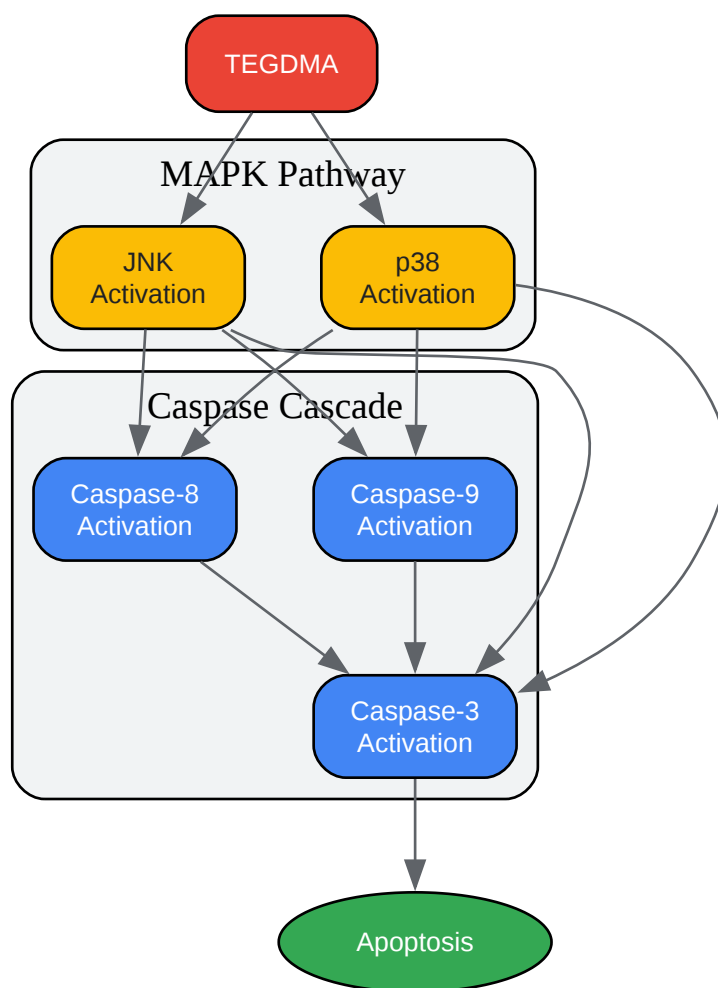 TEGDMA
MAPK Pathway
JNK
Activation
p38
Activation
Caspase Cascade
Caspase-8
Activation
Caspase-9
Activation
Caspase-3
Activation
Apoptosis